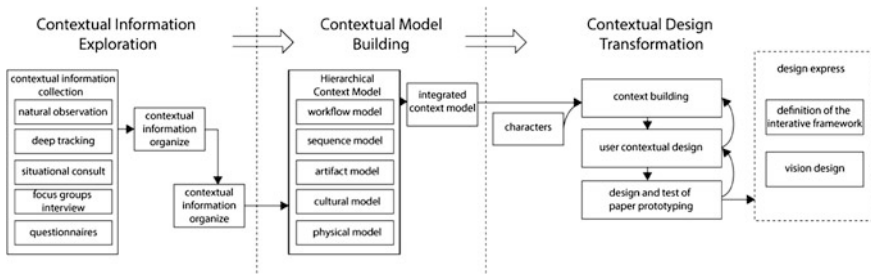 Contextual Information
Exploration
contextual information
collection
natural observation
deep tracking
situational consult
focus groups
interview
questionnaires
contextual
information
organize
contextual
information
organize
Contextual Model
Building
Hierarchical
Context Model
workflow model
sequence model
artifact model
cultural model
physical model
integrated
context model
Contextual Design
Transformation
characters
context building
user contextual design
design and test of
paper prototyping
design express
definition of the
interative framework
vision design